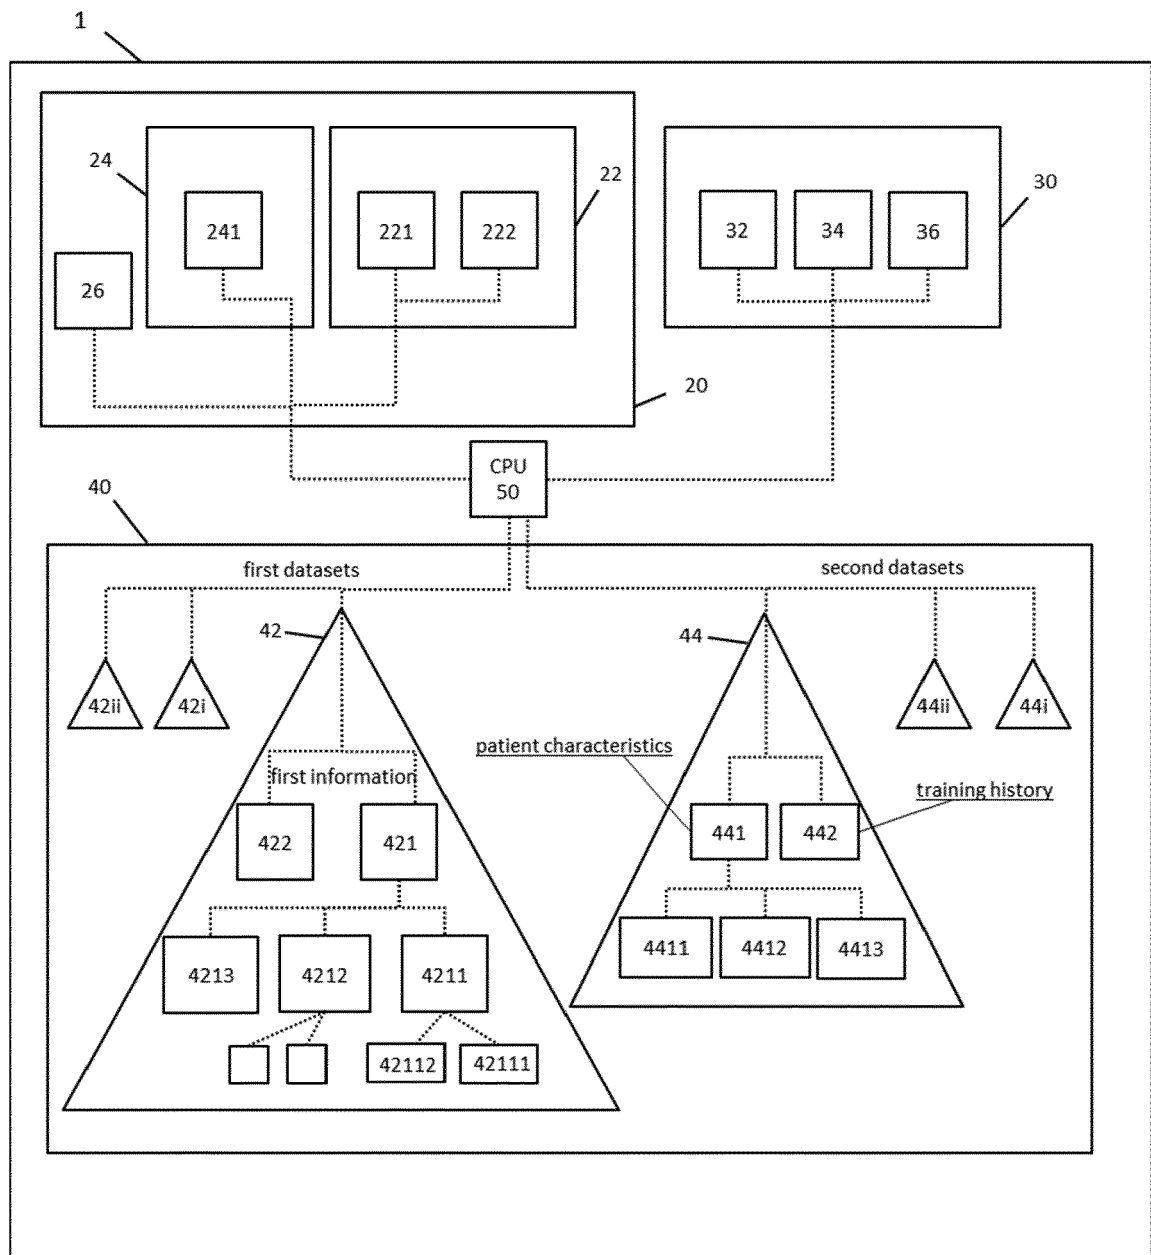 1
24
22
30
241
221
222
32
34
36
26
20
CPU
50
40
first datasets
second datasets
42
44
42ii
42i
44ii
44i
patient characteristics
first information
training history
441
442
422
421
4411
4412
4413
4213
4212
4211
42112
42111